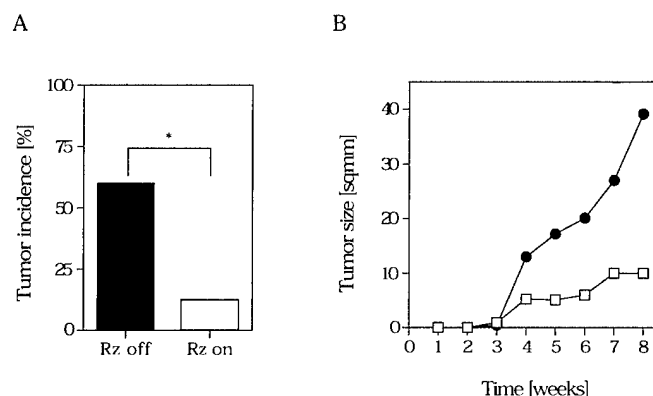 A
B
Tumor incidence [%]
100
75
50
25
0
*
Rz off
Rz on
Tumor size [sqmm]
40
30
20
10
0
0 1 2 3 4 5 6 7 8
Time [weeks]